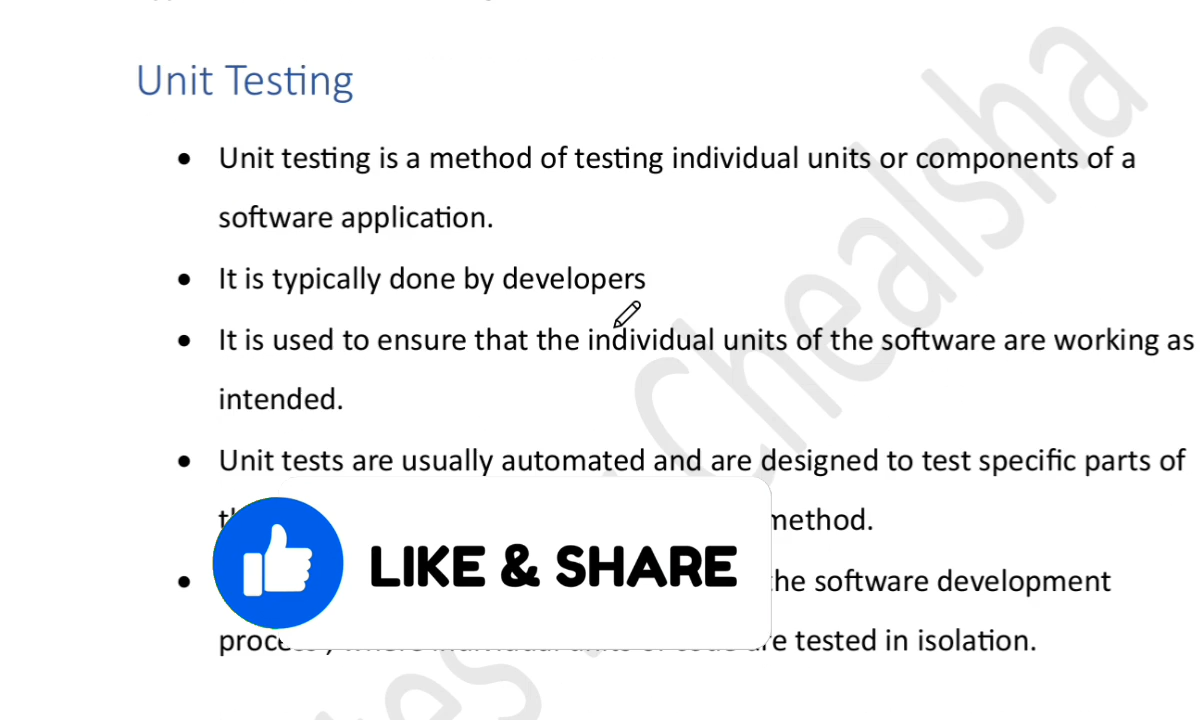 Unit Testing
• Unit testing is a method of testing individual units or components of a
software application.
• It is typically done by developers
• It is used to ensure that the individual units of the software are working as
intended.
• Unit tests are usually automated and are designed to test specific parts of
method.
LIKE & SHARE
• the software development
are tested in isolation.
Chealsha